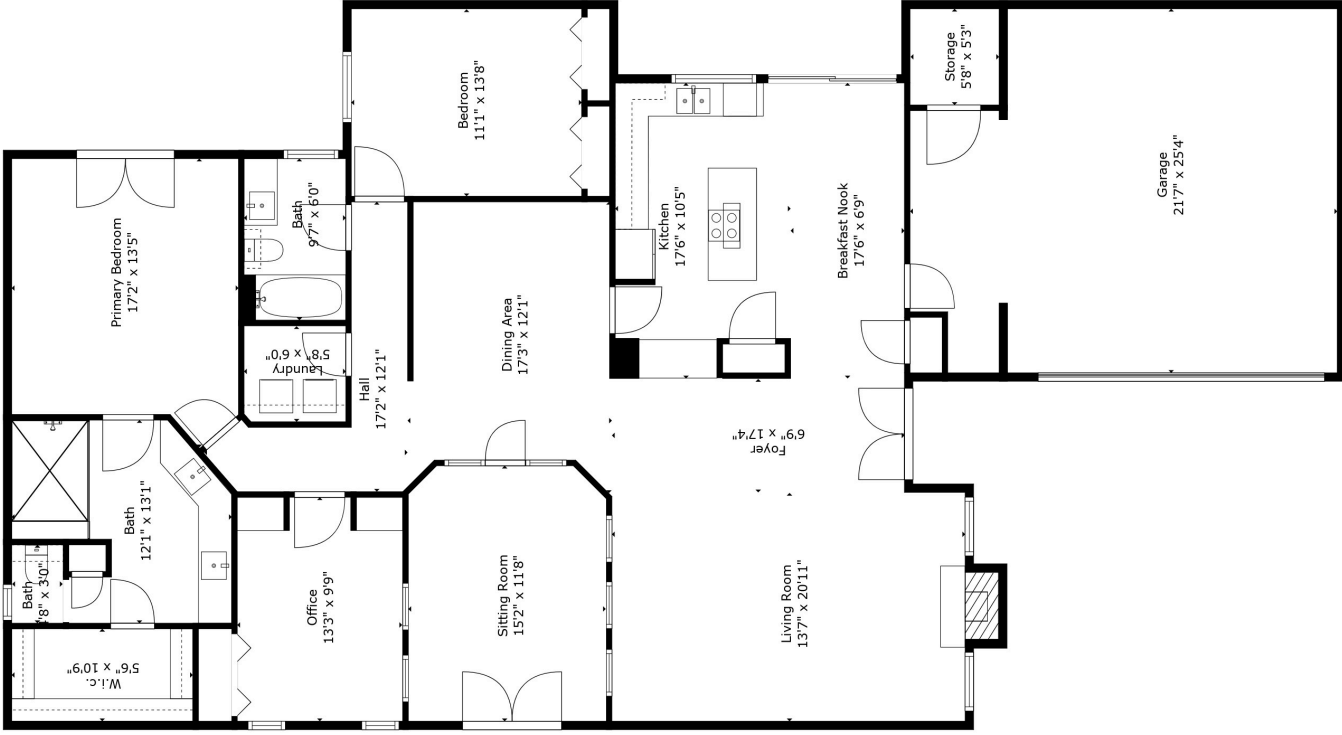 Bedroom
11'1" x 13'8"
Storage
5'8" x 5'3"
Garage
21'7" x 25'4"
Primary Bedroom
17'2" x 13'5"
Bath
9'7" x 6'0"
Kitchen
17'6" x 10'5"
Breakfast Nook
17'6" x 6'9"
Dining Area
17'3" x 12'1"
Laundry
5'8" x 6'0"
Hall
17'2" x 12'1"
Foyer
6'9" x 17'4"
Bath
12'1" x 13'1"
Bath
'8" x 3'0"
W.i.c.
5'6" x 10'9"
Office
13'3" x 9'9"
Sitting Room
15'2" x 11'8"
Living Room
13'7" x 20'11"